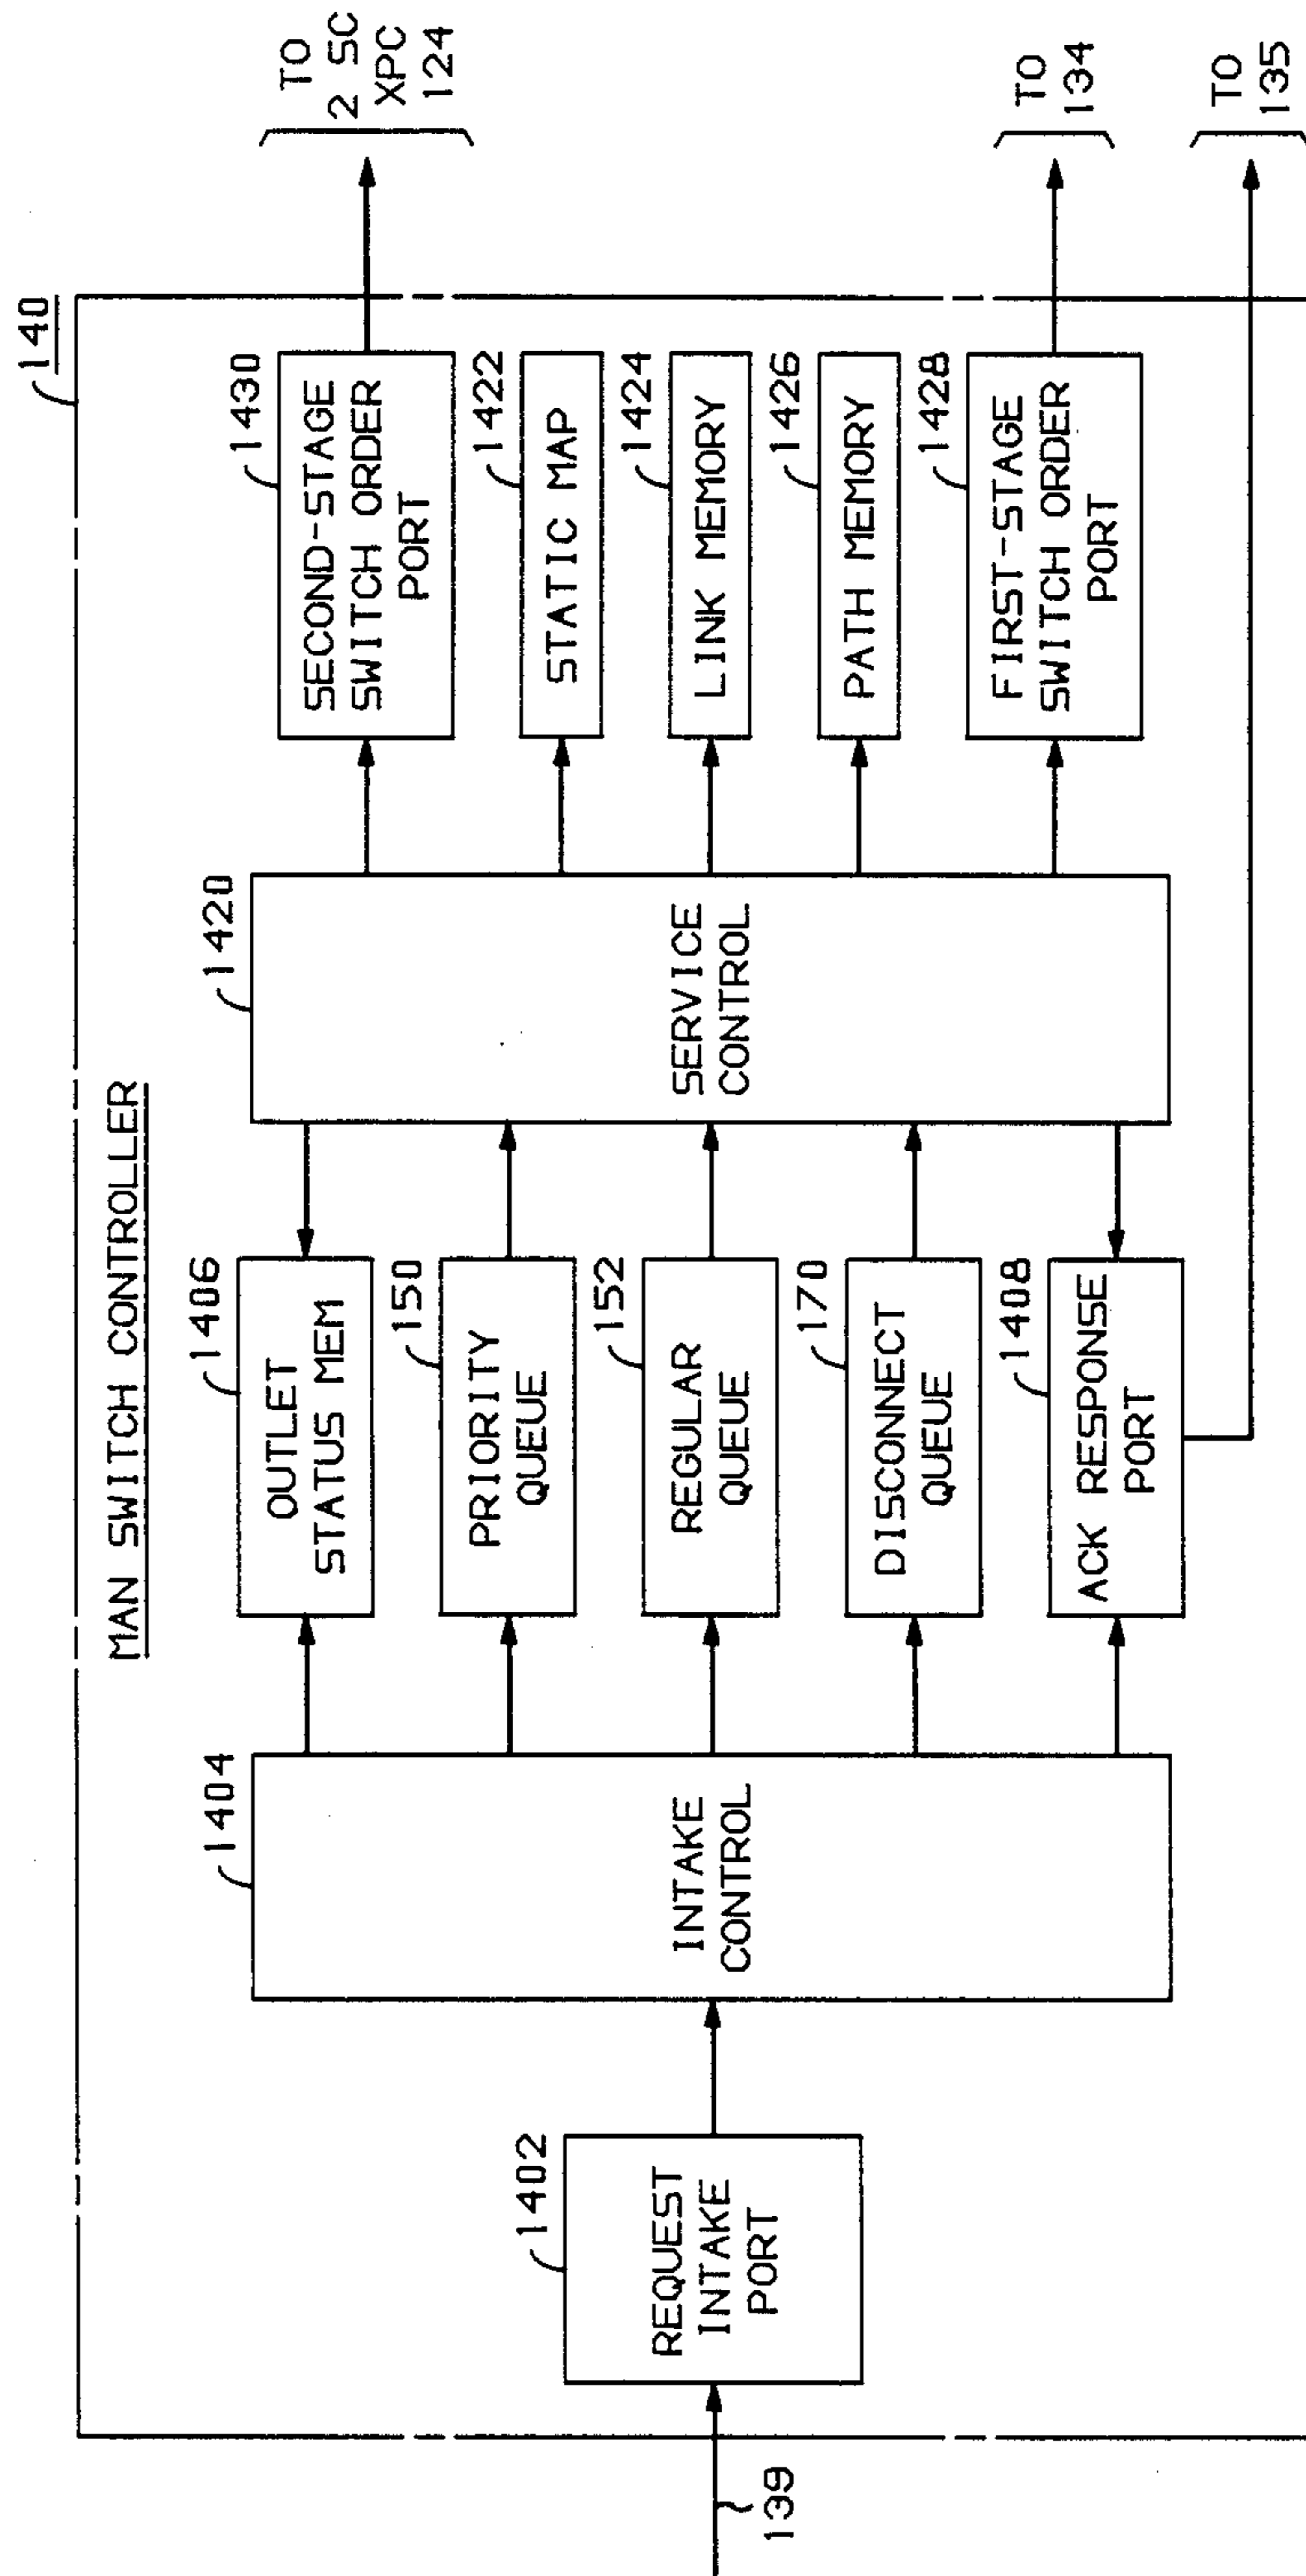 MAN SWITCH CONTROLLER
140
139
1402
REQUEST
INTAKE
PORT
1404
INTAKE
CONTROL
1406
OUTLET
STATUS MEM
150
PRIORITY
QUEUE
152
REGULAR
QUEUE
170
DISCONNECT
QUEUE
1408
ACK RESPONSE
PORT
1420
SERVICE
CONTROL
1430
SECOND-STAGE
SWITCH ORDER
PORT
1422
STATIC MAP
1424
LINK MEMORY
1426
PATH MEMORY
1428
FIRST-STAGE
SWITCH ORDER
PORT
TO
2 SC
XPC
124
TO
134
TO
135